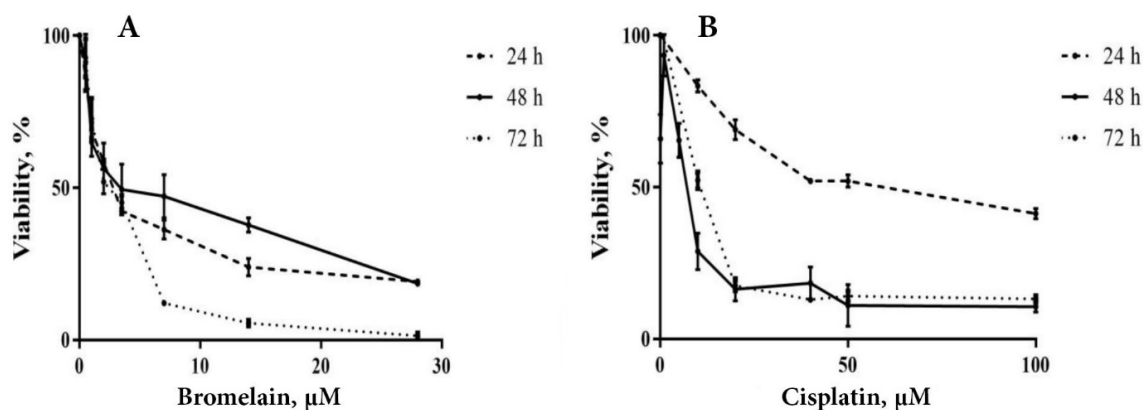 A
100
50
0
0
10
20
30
Viability, %
Bromelain, µM
24 h
48 h
72 h
B
100
50
0
0
50
100
Viability, %
Cisplatin, µM
24 h
48 h
72 h